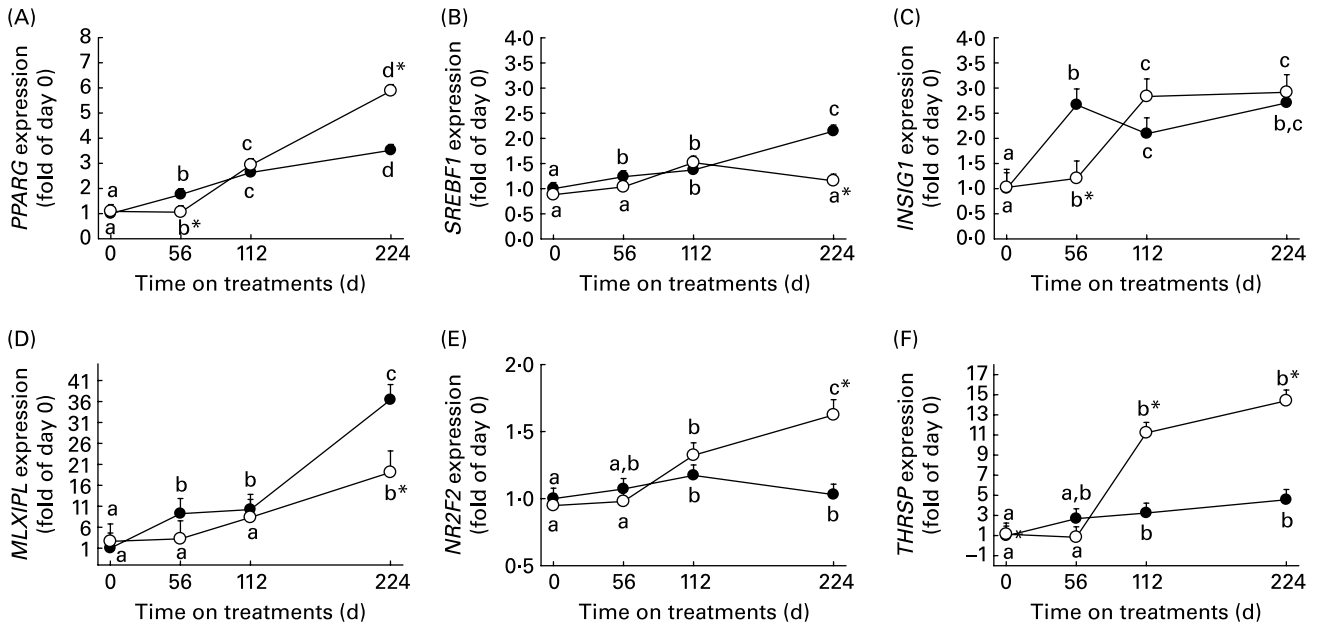 (A)
PPARG expression
(fold of day 0)
8
7
6
5
4
3
2
1
0
a
a
b
b*
c
c
d*
d
0 56 112 224
Time on treatments (d)
(B)
SREBF1 expression
(fold of day 0)
4·0
3·5
3·0
2·5
2·0
1·5
1·0
0·5
0·0
a
a
b
a
b
b
c
a*
0 56 112 224
Time on treatments (d)
(C)
INSIG1 expression
(fold of day 0)
4·0
3·5
3·0
2·5
2·0
1·5
1·0
0·5
0·0
a
a
b
b*
c
c
c
b,c
0 56 112 224
Time on treatments (d)
(D)
MLXIPL expression
(fold of day 0)
41
36
31
26
21
16
11
6
1
a
a
b
a
b
a
c
b*
0 56 112 224
Time on treatments (d)
(E)
NR2F2 expression
(fold of day 0)
2·0
1·5
1·0
0·5
a
a
a,b
a
b
b
c*
b
0 56 112 224
Time on treatments (d)
(F)
THRSP expression
(fold of day 0)
17
15
13
11
9
7
5
3
1
–1
a
*
a
a,b
a
b*
b
b*
b
0 56 112 224
Time on treatments (d)